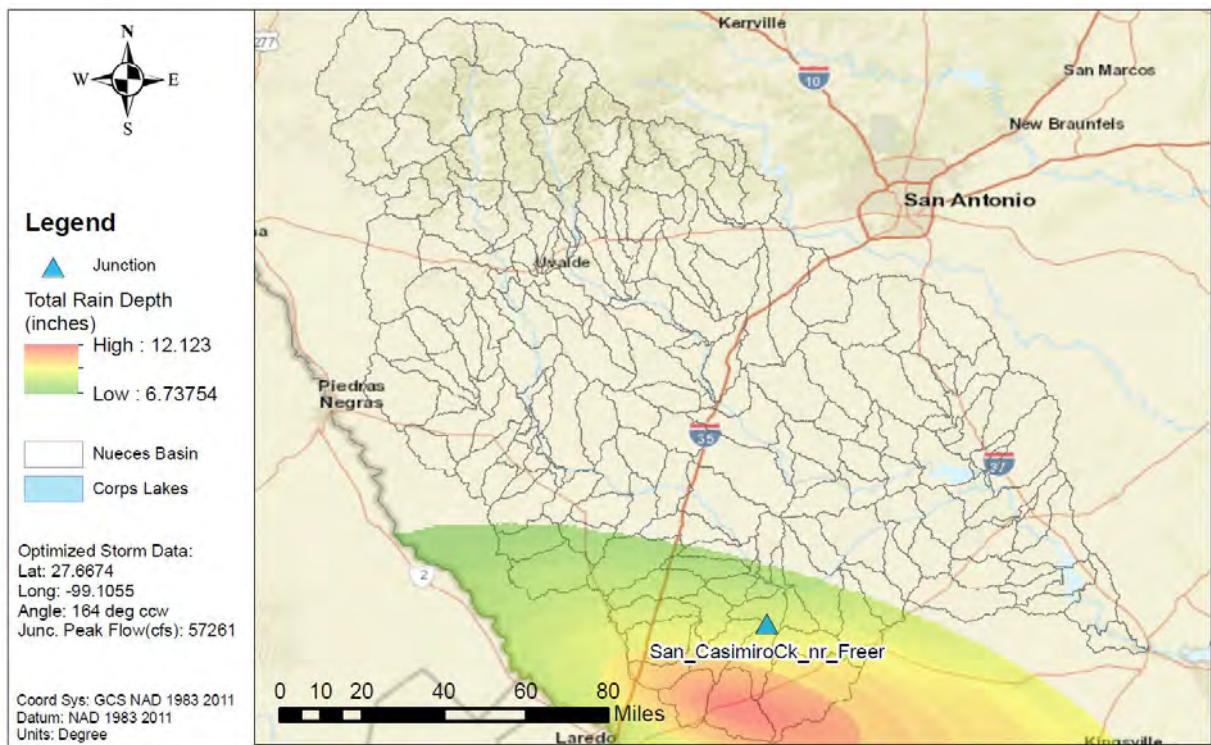 N
W
E
S
Legend
Junction
Total Rain Depth
(inches)
High : 12.123
Low : 6.73754
Nueces Basin
Corps Lakes
Optimized Storm Data:
Lat: 27.6674
Long: -99.1055
Angle: 164 deg ccw
Junc. Peak Flow(cfs): 57261
Coord Sys: GCS NAD 1983 2011
Datum: NAD 1983 2011
Units: Degree
277
Kerrville
10
San Marcos
New Braunfels
San Antonio
na
Uvalde
Piedras
Negras
35
37
2
San_CasimiroCk_nr_Freer
0 10 20 40 60 80
Miles
Laredo
Kingsville